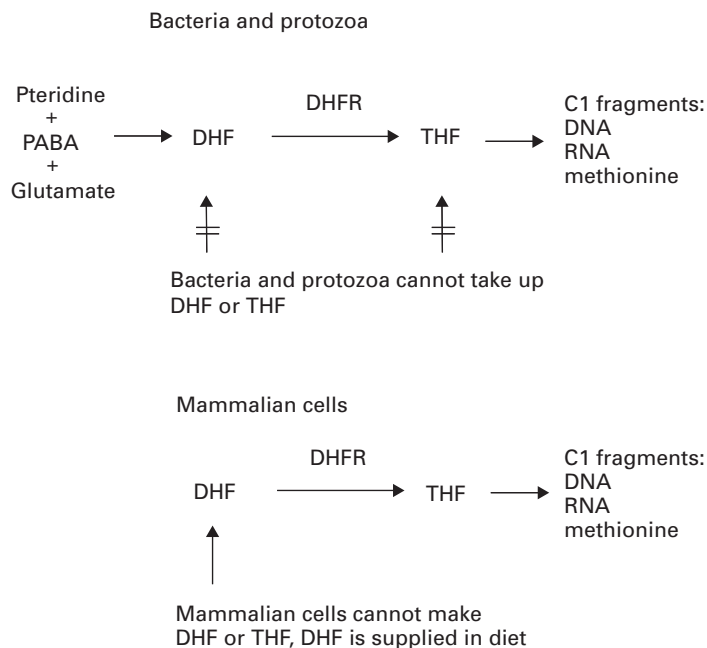 Bacteria and protozoa
Pteridine
+
PABA
+
Glutamate
DHF
DHFR
THF
C1 fragments:
DNA
RNA
methionine
Bacteria and protozoa cannot take up
DHF or THF
Mammalian cells
DHF
DHFR
THF
C1 fragments:
DNA
RNA
methionine
Mammalian cells cannot make
DHF or THF, DHF is supplied in diet